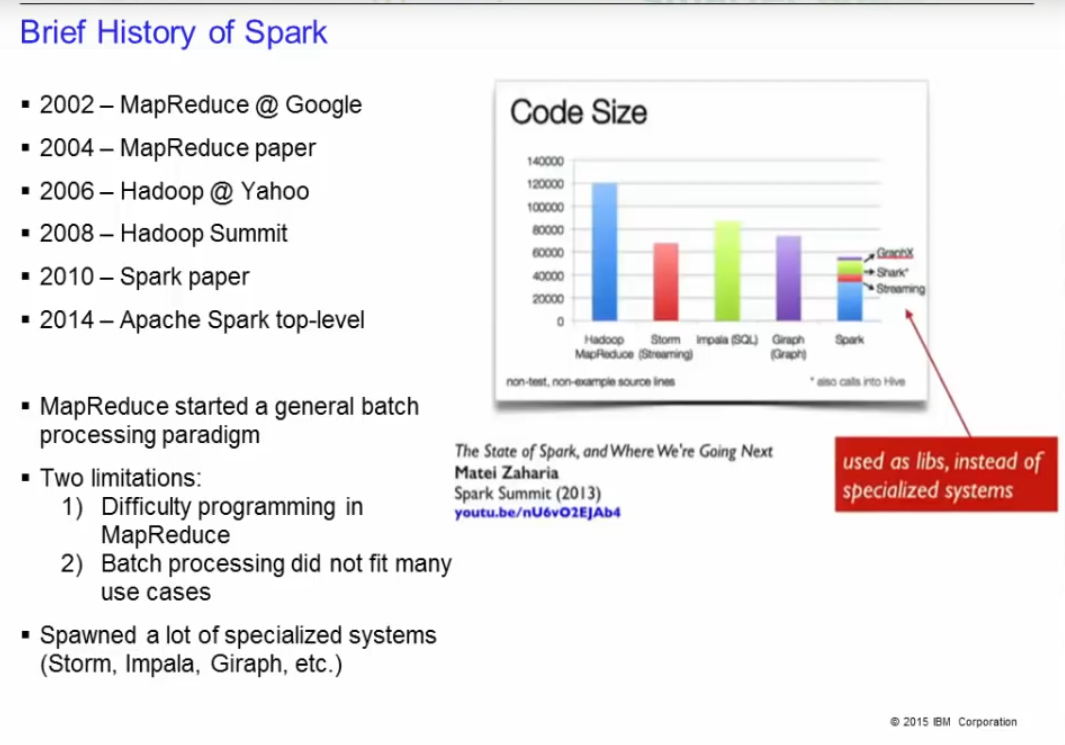 Brief History of Spark
▪ 2002 – MapReduce @ Google
▪ 2004 – MapReduce paper
▪ 2006 – Hadoop @ Yahoo
▪ 2008 – Hadoop Summit
▪ 2010 – Spark paper
▪ 2014 – Apache Spark top-level
▪ MapReduce started a general batch
processing paradigm
▪ Two limitations:
1) Difficulty programming in
MapReduce
2) Batch processing did not fit many
use cases
▪ Spawned a lot of specialized systems
(Storm, Impala, Giraph, etc.)
Code Size
140000
120000
100000
80000
60000
40000
20000
0
GraphX
Shark*
Streaming
Hadoop MapReduce
Storm (Streaming)
Impala (SQL)
Giraph (Graph)
Spark
non-test, non-example source lines
* also calls into Hive
The State of Spark, and Where We're Going Next
Matei Zaharia
Spark Summit (2013)
youtu.be/nU6vO2EJAb4
used as libs, instead of
specialized systems
© 2015 IBM Corporation